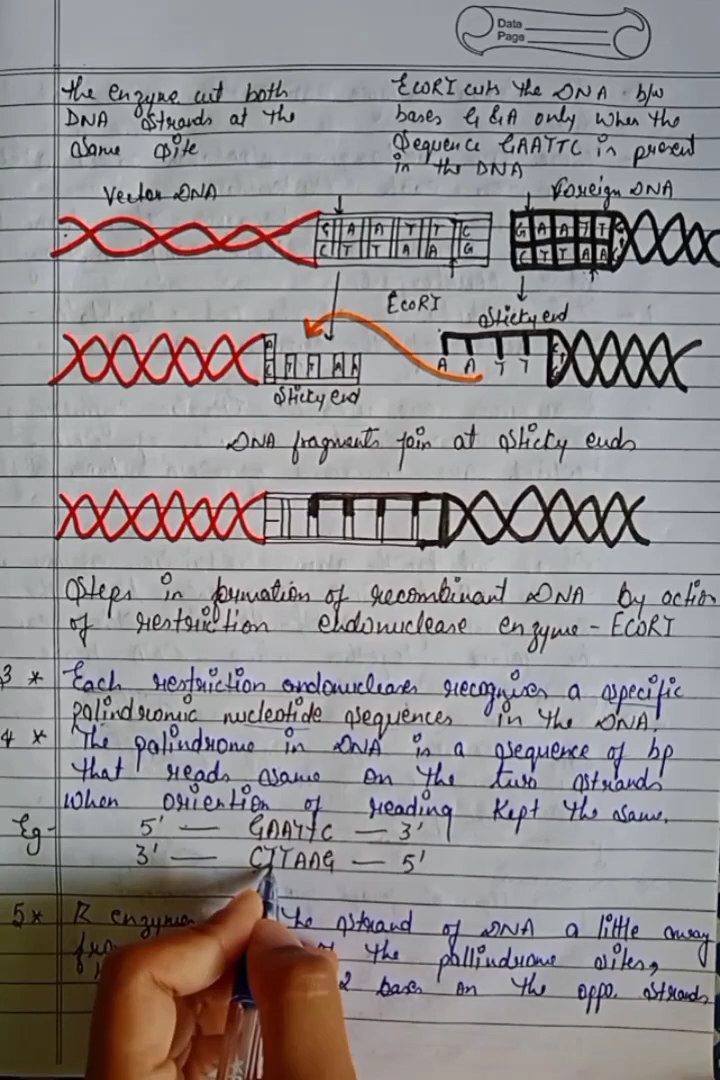 Data
Page
the enzyme cut both
DNA strands at the
same site.
EcoRI cuts the DNA b/w
bases G & A only when the
sequence GAATTC is present
in the DNA
Vector DNA
Foreign DNA
G A A T T C
C T T A A G
G A A T T G
C T T A A
EcoRI
Sticky end
T T A A
A A T T
Sticky end
DNA fragments join at sticky ends
Steps in formation of recombinant DNA by action
of restriction endonuclease enzyme - EcoRI
3 * Each restriction endonucleases recognises a specific
palindromic nucleotide sequences in the DNA.
4 * The palindrome in DNA is a sequence of bp
that reads same on the two strands
when oriention of reading kept the same.
Eg- 5' — GAATTC — 3'
3' — CTTAAG — 5'
5 * R enzymes the strand of DNA a little away
the pallindrome sites,
2 bases on the oppo. strands